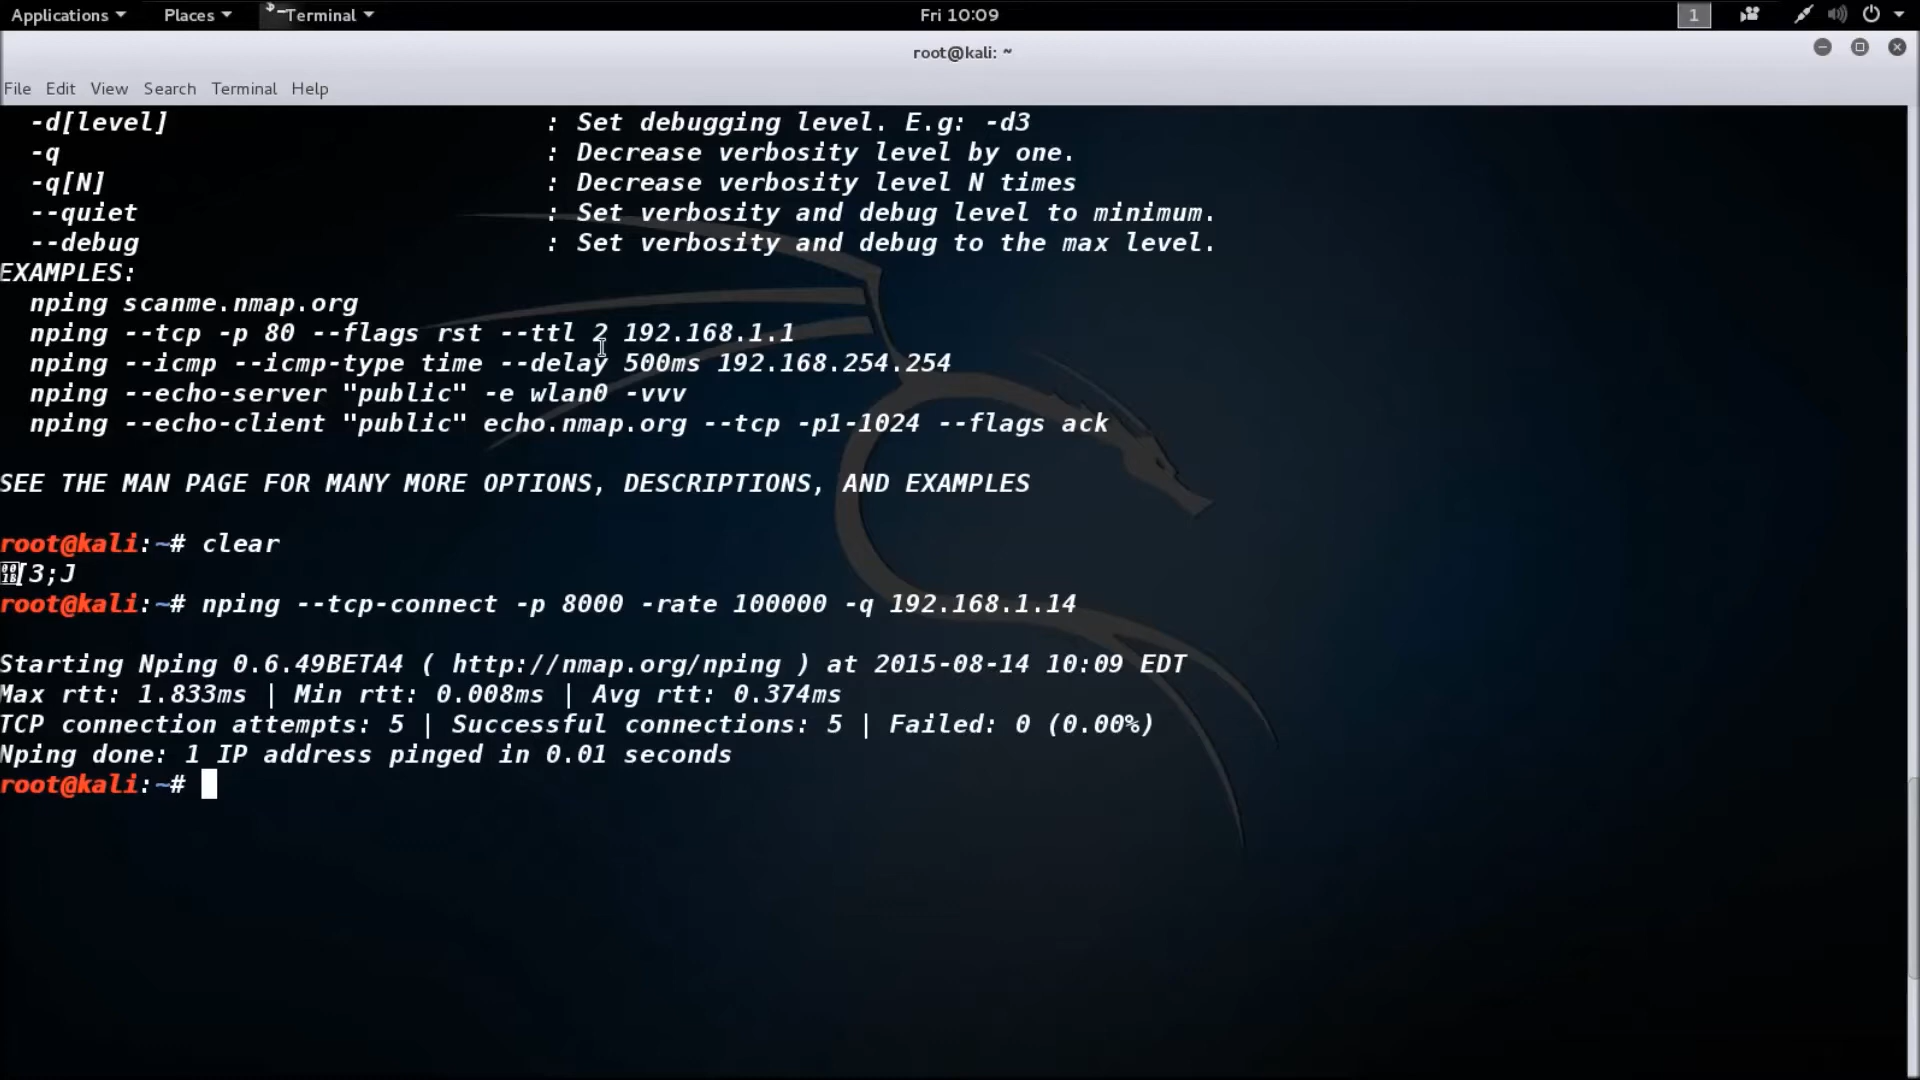 Applications Places Terminal Fri 10:09 1
root@kali: ~
File Edit View Search Terminal Help
-d[level] : Set debugging level. E.g: -d3
-q : Decrease verbosity level by one.
-q[N] : Decrease verbosity level N times
--quiet : Set verbosity and debug level to minimum.
--debug : Set verbosity and debug to the max level.
EXAMPLES:
nping scanme.nmap.org
nping --tcp -p 80 --flags rst --ttl 2 192.168.1.1
nping --icmp --icmp-type time --delay 500ms 192.168.254.254
nping --echo-server "public" -e wlan0 -vvv
nping --echo-client "public" echo.nmap.org --tcp -p1-1024 --flags ack
SEE THE MAN PAGE FOR MANY MORE OPTIONS, DESCRIPTIONS, AND EXAMPLES
root@kali:~# clear
[3;J
root@kali:~# nping --tcp-connect -p 8000 -rate 100000 -q 192.168.1.14
Starting Nping 0.6.49BETA4 ( http://nmap.org/nping ) at 2015-08-14 10:09 EDT
Max rtt: 1.833ms | Min rtt: 0.008ms | Avg rtt: 0.374ms
TCP connection attempts: 5 | Successful connections: 5 | Failed: 0 (0.00%)
Nping done: 1 IP address pinged in 0.01 seconds
root@kali:~#